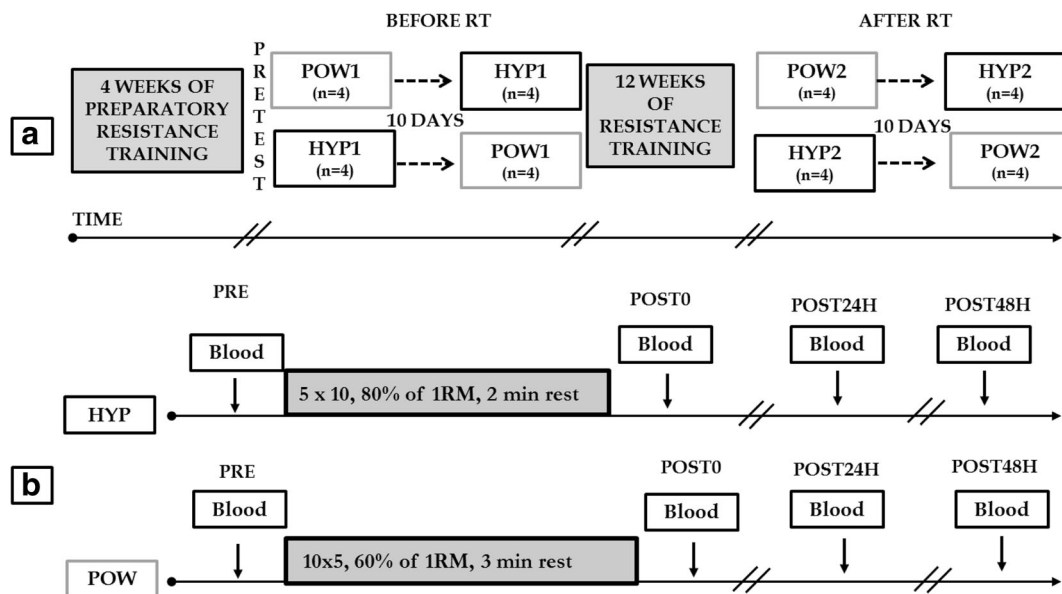 BEFORE RT
AFTER RT
4 WEEKS OF
PREPARATORY
RESISTANCE
TRAINING
PRETEST
POW1
(n=4)
HYP1
(n=4)
10 DAYS
HYP1
(n=4)
POW1
(n=4)
12 WEEKS
OF
RESISTANCE
TRAINING
POW2
(n=4)
HYP2
(n=4)
10 DAYS
HYP2
(n=4)
POW2
(n=4)
a
TIME
PRE
POST0
POST24H
POST48H
Blood
Blood
Blood
Blood
5 x 10, 80% of 1RM, 2 min rest
HYP
b
PRE
POST0
POST24H
POST48H
Blood
Blood
Blood
Blood
10x5, 60% of 1RM, 3 min rest
POW